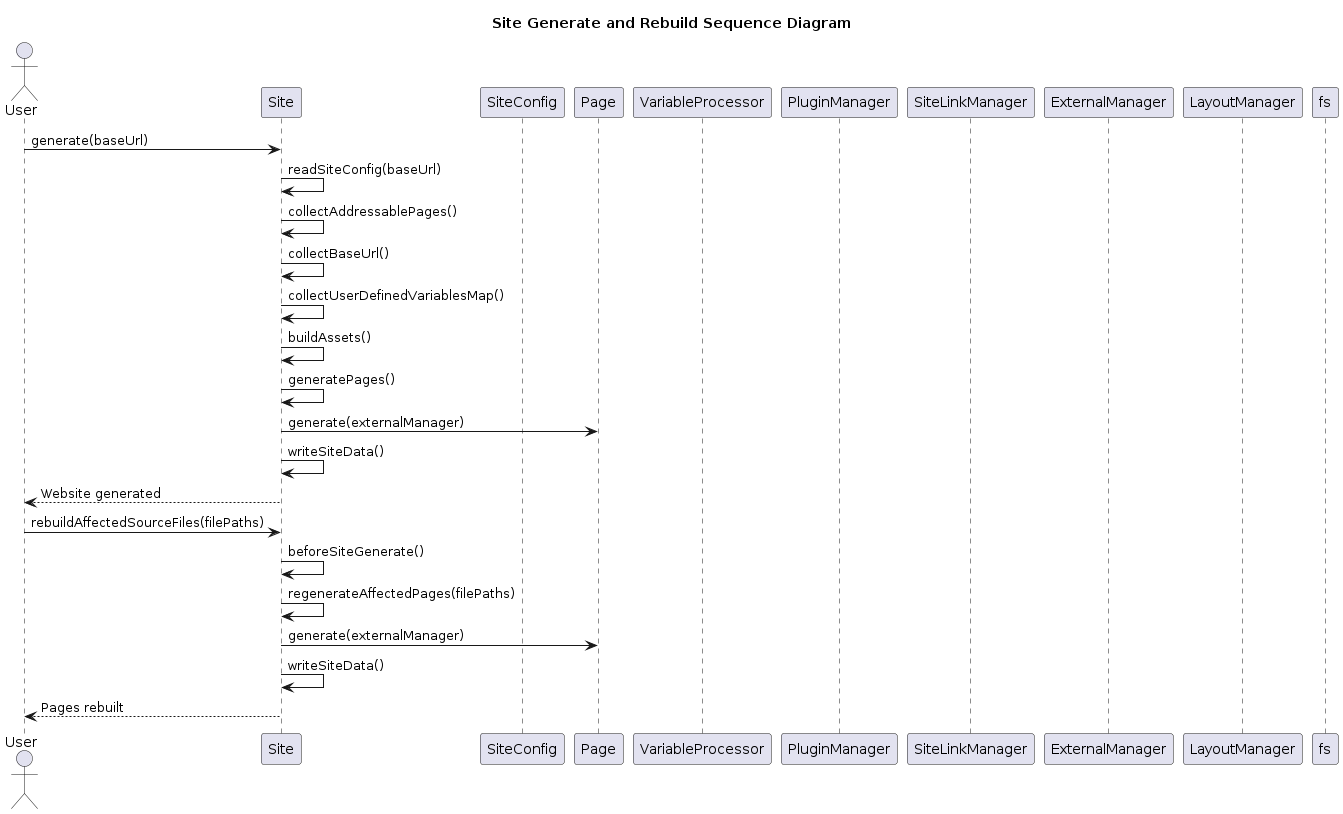 Site Generate and Rebuild Sequence Diagram
User
Site
SiteConfig
Page
VariableProcessor
PluginManager
SiteLinkManager
ExternalManager
LayoutManager
fs
generate(baseUrl)
readSiteConfig(baseUrl)
collectAddressablePages()
collectBaseUrl()
collectUserDefinedVariablesMap()
buildAssets()
generatePages()
generate(externalManager)
writeSiteData()
Website generated
rebuildAffectedSourceFiles(filePaths)
beforeSiteGenerate()
regenerateAffectedPages(filePaths)
generate(externalManager)
writeSiteData()
Pages rebuilt
User
Site
SiteConfig
Page
VariableProcessor
PluginManager
SiteLinkManager
ExternalManager
LayoutManager
fs